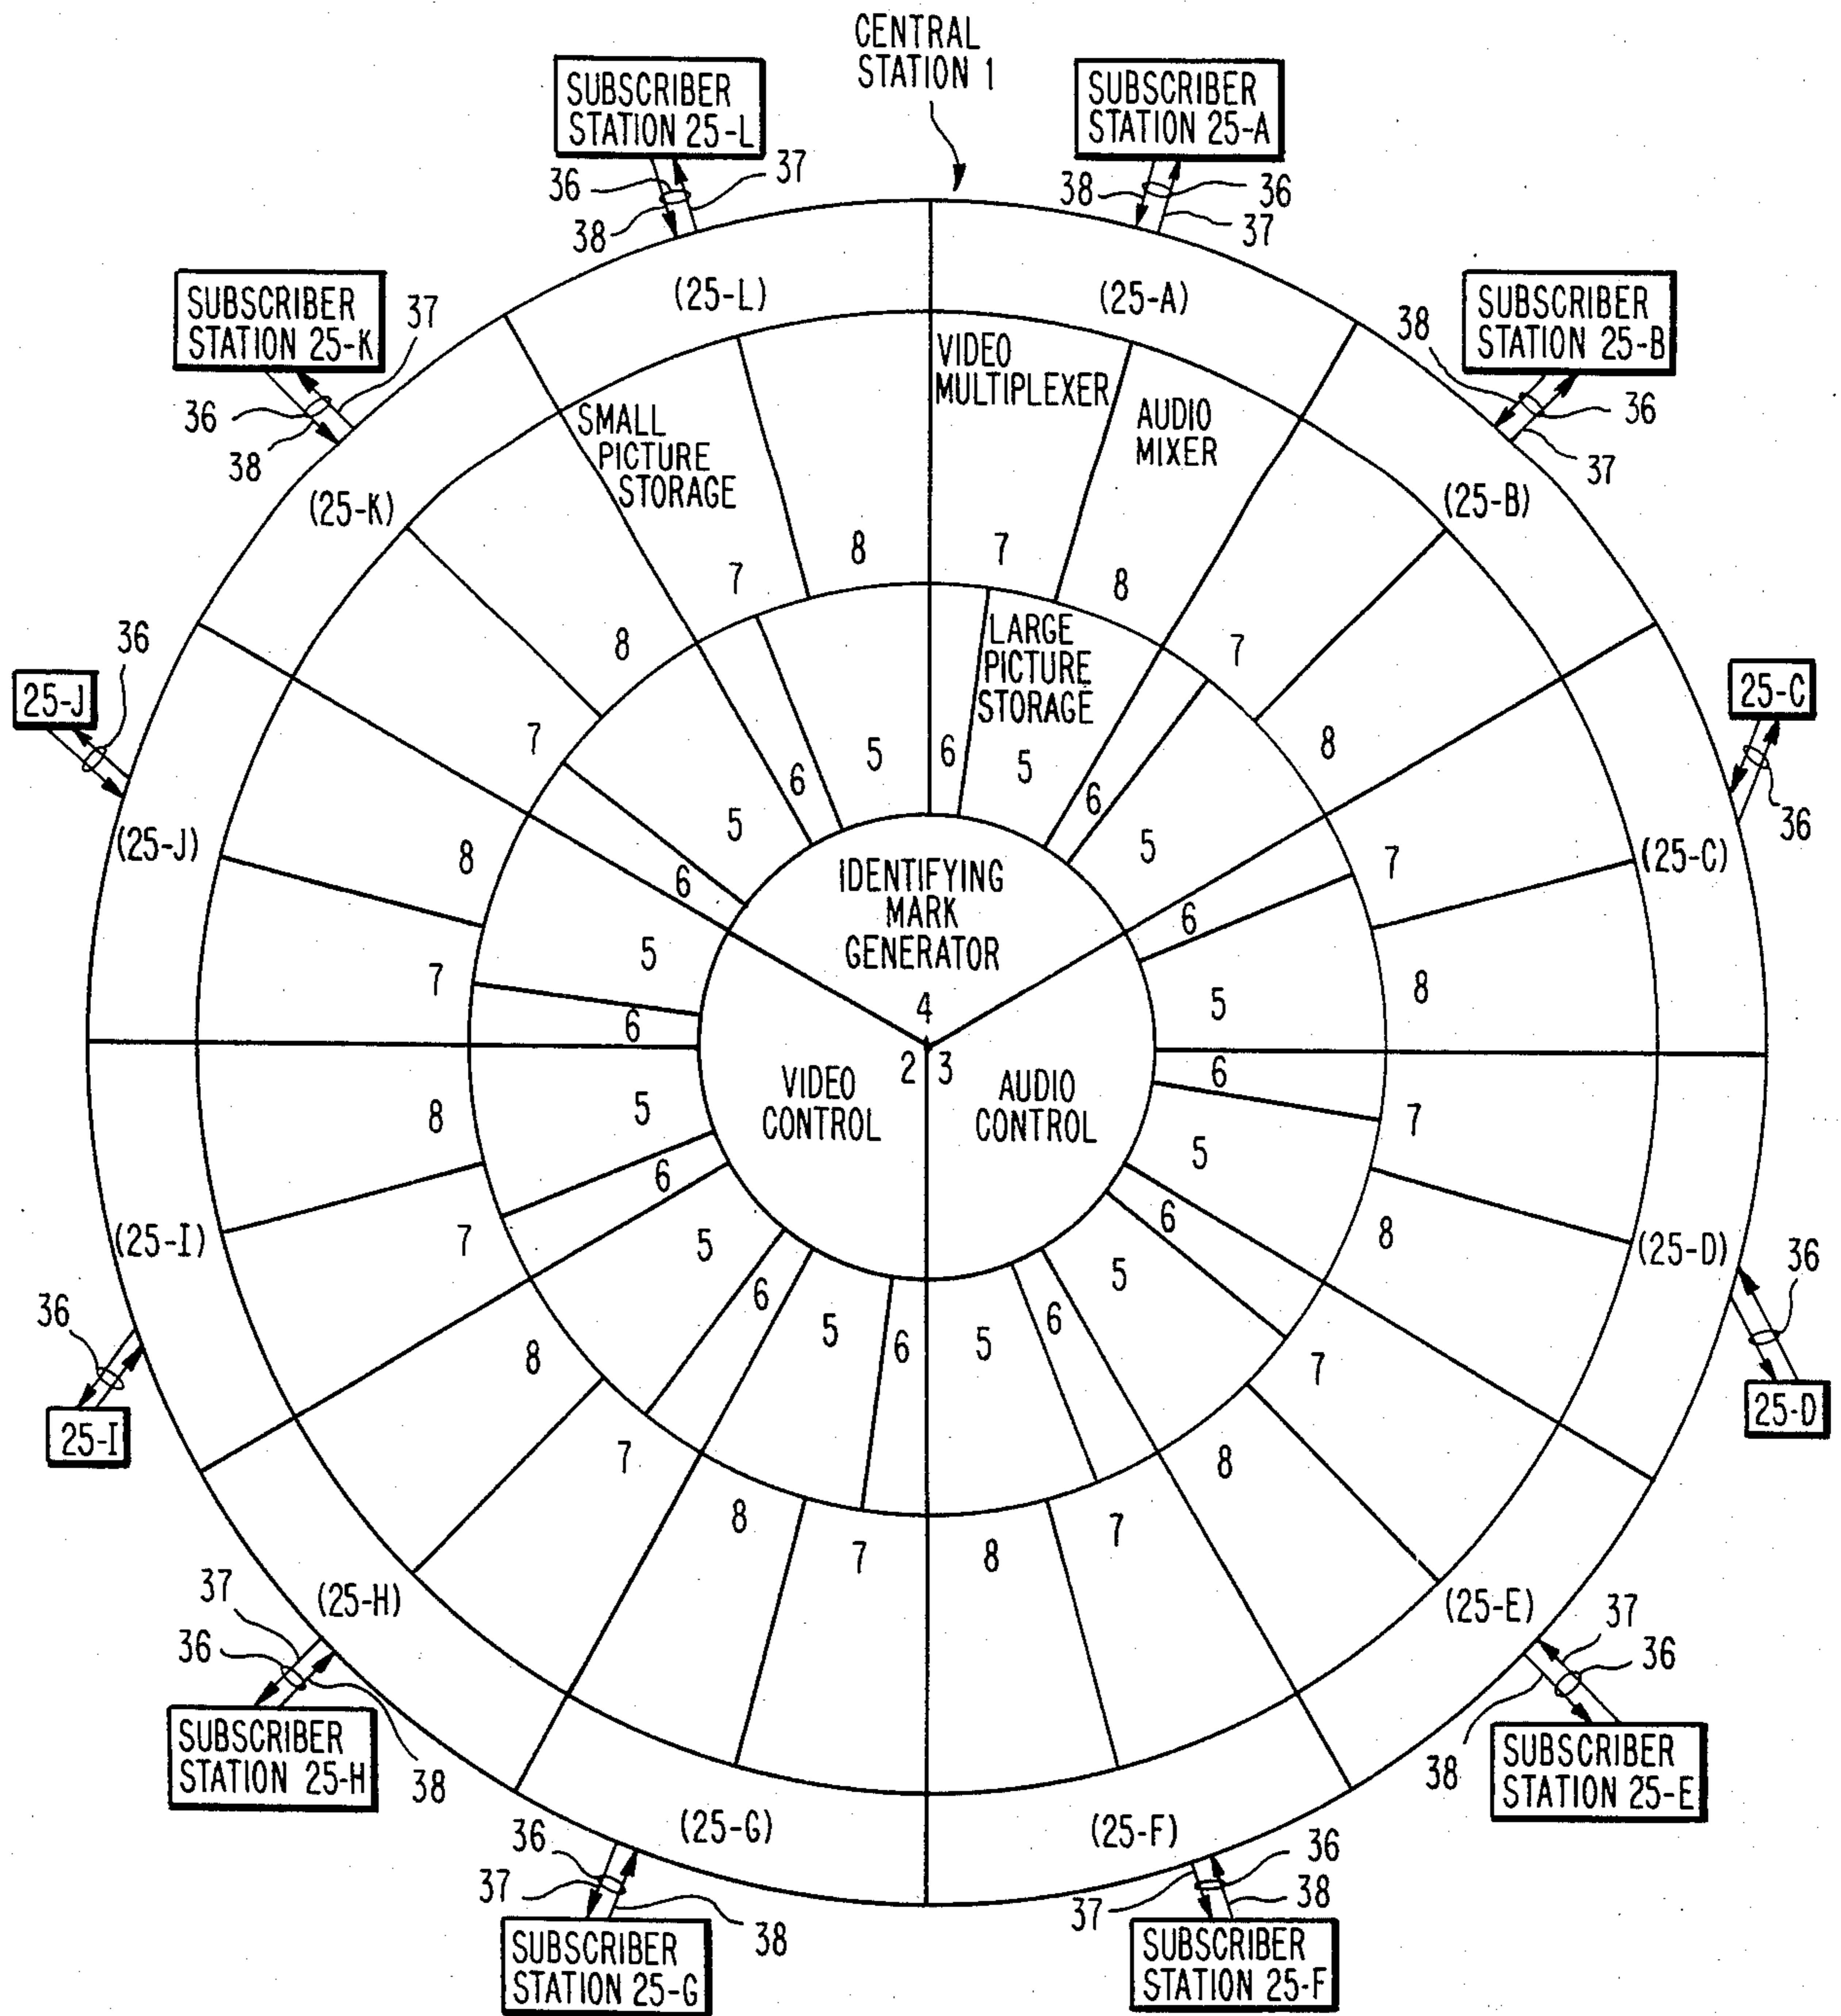 CENTRAL
STATION 1
SUBSCRIBER
STATION 25-L
SUBSCRIBER
STATION 25-A
36
37
38
38
36
37
SUBSCRIBER
STATION 25-K
37
36
38
SUBSCRIBER
STATION 25-B
38
36
37
(25-L)
(25-A)
(25-K)
(25-B)
SMALL
PICTURE
STORAGE
VIDEO
MULTIPLEXER
AUDIO
MIXER
7
8
7
8
8
7
LARGE
PICTURE
STORAGE
36
25-J
25-C
36
7
8
5
6
5
6
5
6
5
6
5
6
7
(25-J)
(25-C)
8
IDENTIFYING
MARK
GENERATOR
4
5
7
6
5
8
VIDEO
CONTROL
2
3
AUDIO
CONTROL
6
7
8
5
6
5
7
6
8
(25-I)
(25-D)
7
5
6
5
6
5
6
5
6
5
36
25-I
36
25-D
8
7
7
8
8
7
8
7
(25-H)
(25-E)
37
36
38
SUBSCRIBER
STATION 25-H
37
36
38
SUBSCRIBER
STATION 25-E
(25-G)
(25-F)
36
37
38
SUBSCRIBER
STATION 25-G
36
38
37
SUBSCRIBER
STATION 25-F